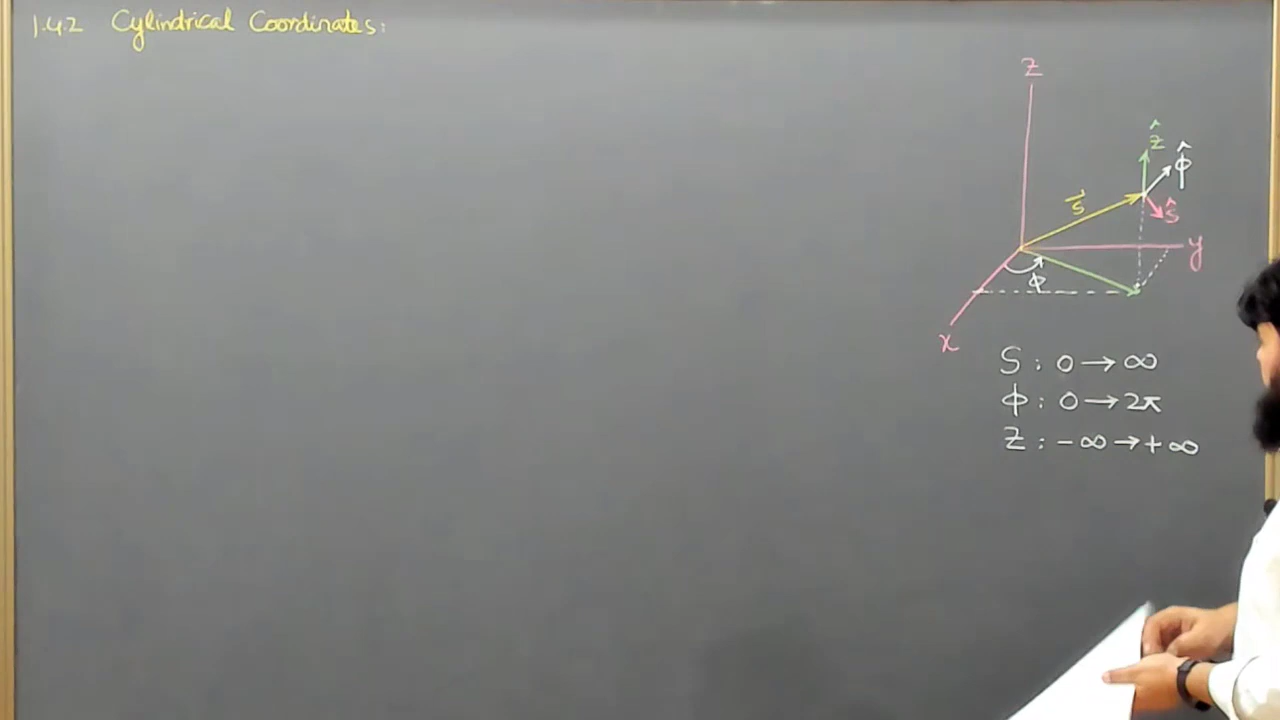 1.4.2 Cylindrical Coordinates:
z
ẑ
ϕ̂
s⃗
ŝ
y
ϕ
x
S : 0 → ∞
ϕ : 0 → 2π
Z : - ∞ → + ∞